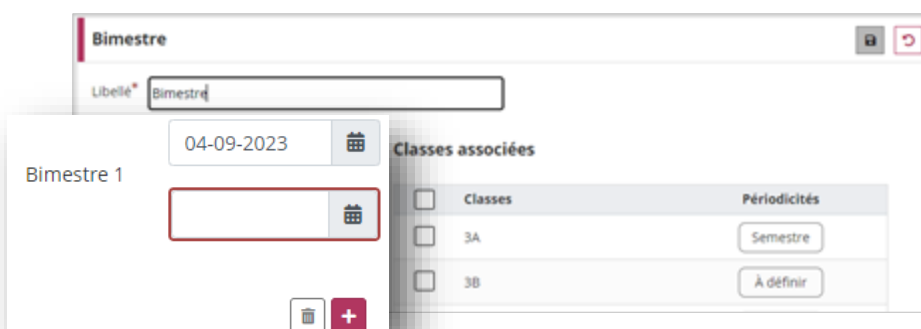 Bimestre
Libellé* Bimestre
04-09-2023
Bimestre 1
Classes associées
Classes Périodicités
3A Semestre
3B À définir